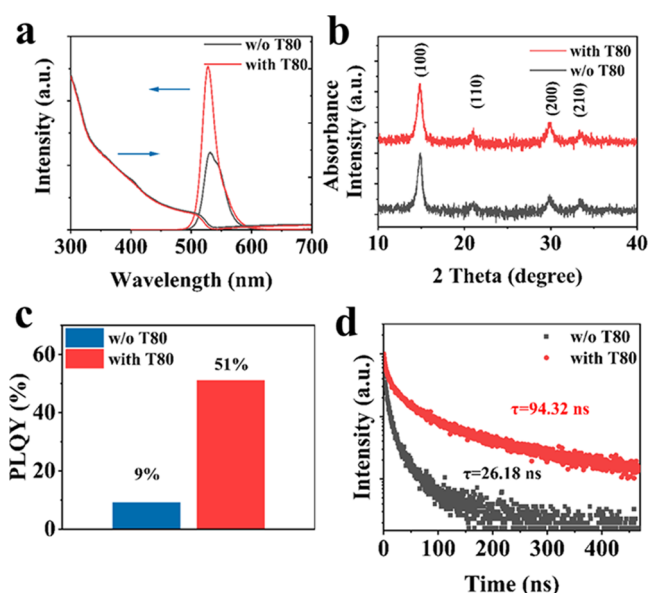 a
w/o T80
with T80
Intensity (a.u.)
Absorbance
300 400 500 600 700
Wavelength (nm)
b
with T80
w/o T80
(100)
(110)
(200)
(210)
Intensity (a.u.)
10 20 30 40
2 Theta (degree)
c
w/o T80
with T80
PLQY (%)
60
40
20
0
9%
51%
d
w/o T80
with T80
Intensity (a.u.)
τ=94.32 ns
τ=26.18 ns
0 100 200 300 400
Time (ns)